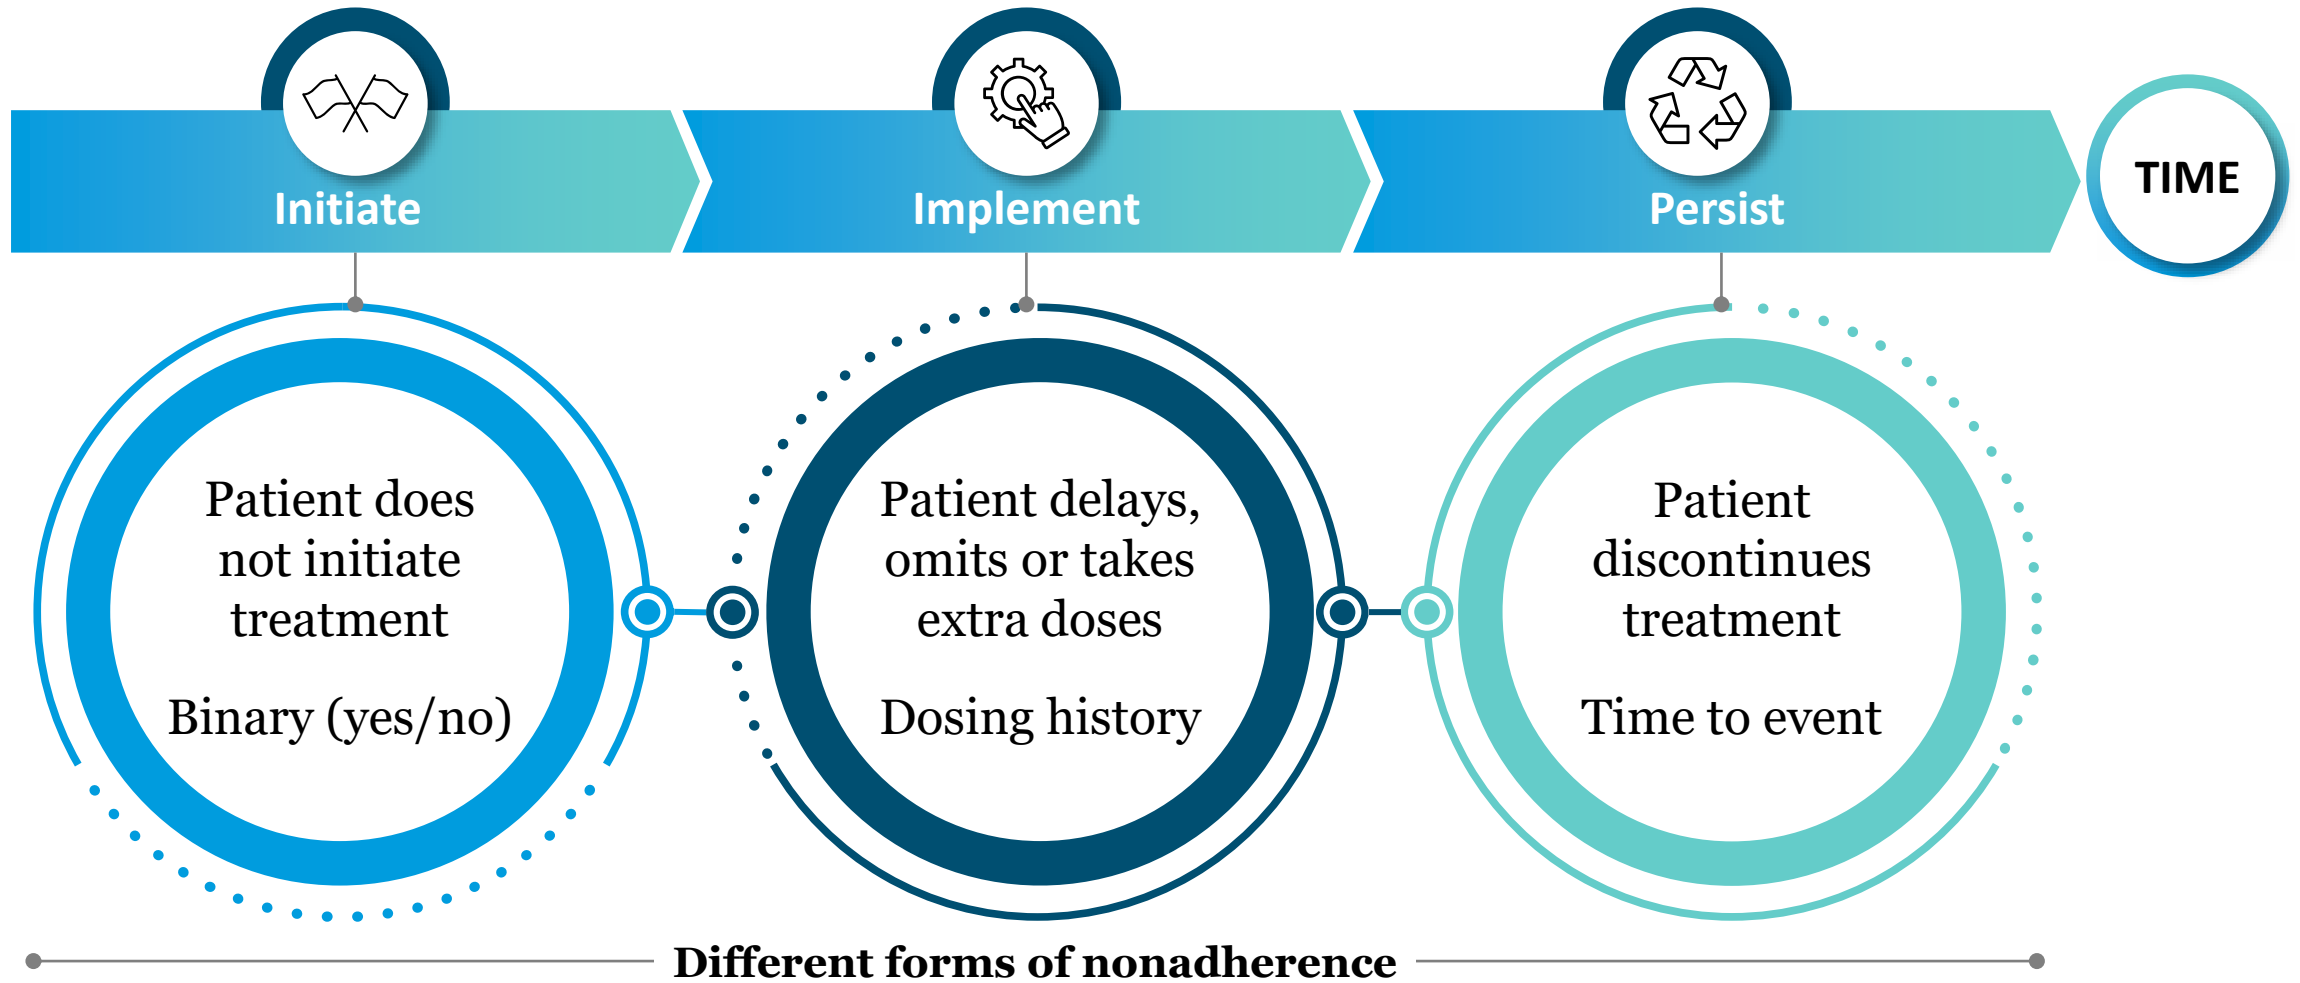 Initiate
Implement
Persist
TIME
Patient does
not initiate
treatment
Binary (yes/no)
Patient delays,
omits or takes
extra doses
Dosing history
Patient
discontinues
treatment
Time to event
Different forms of nonadherence